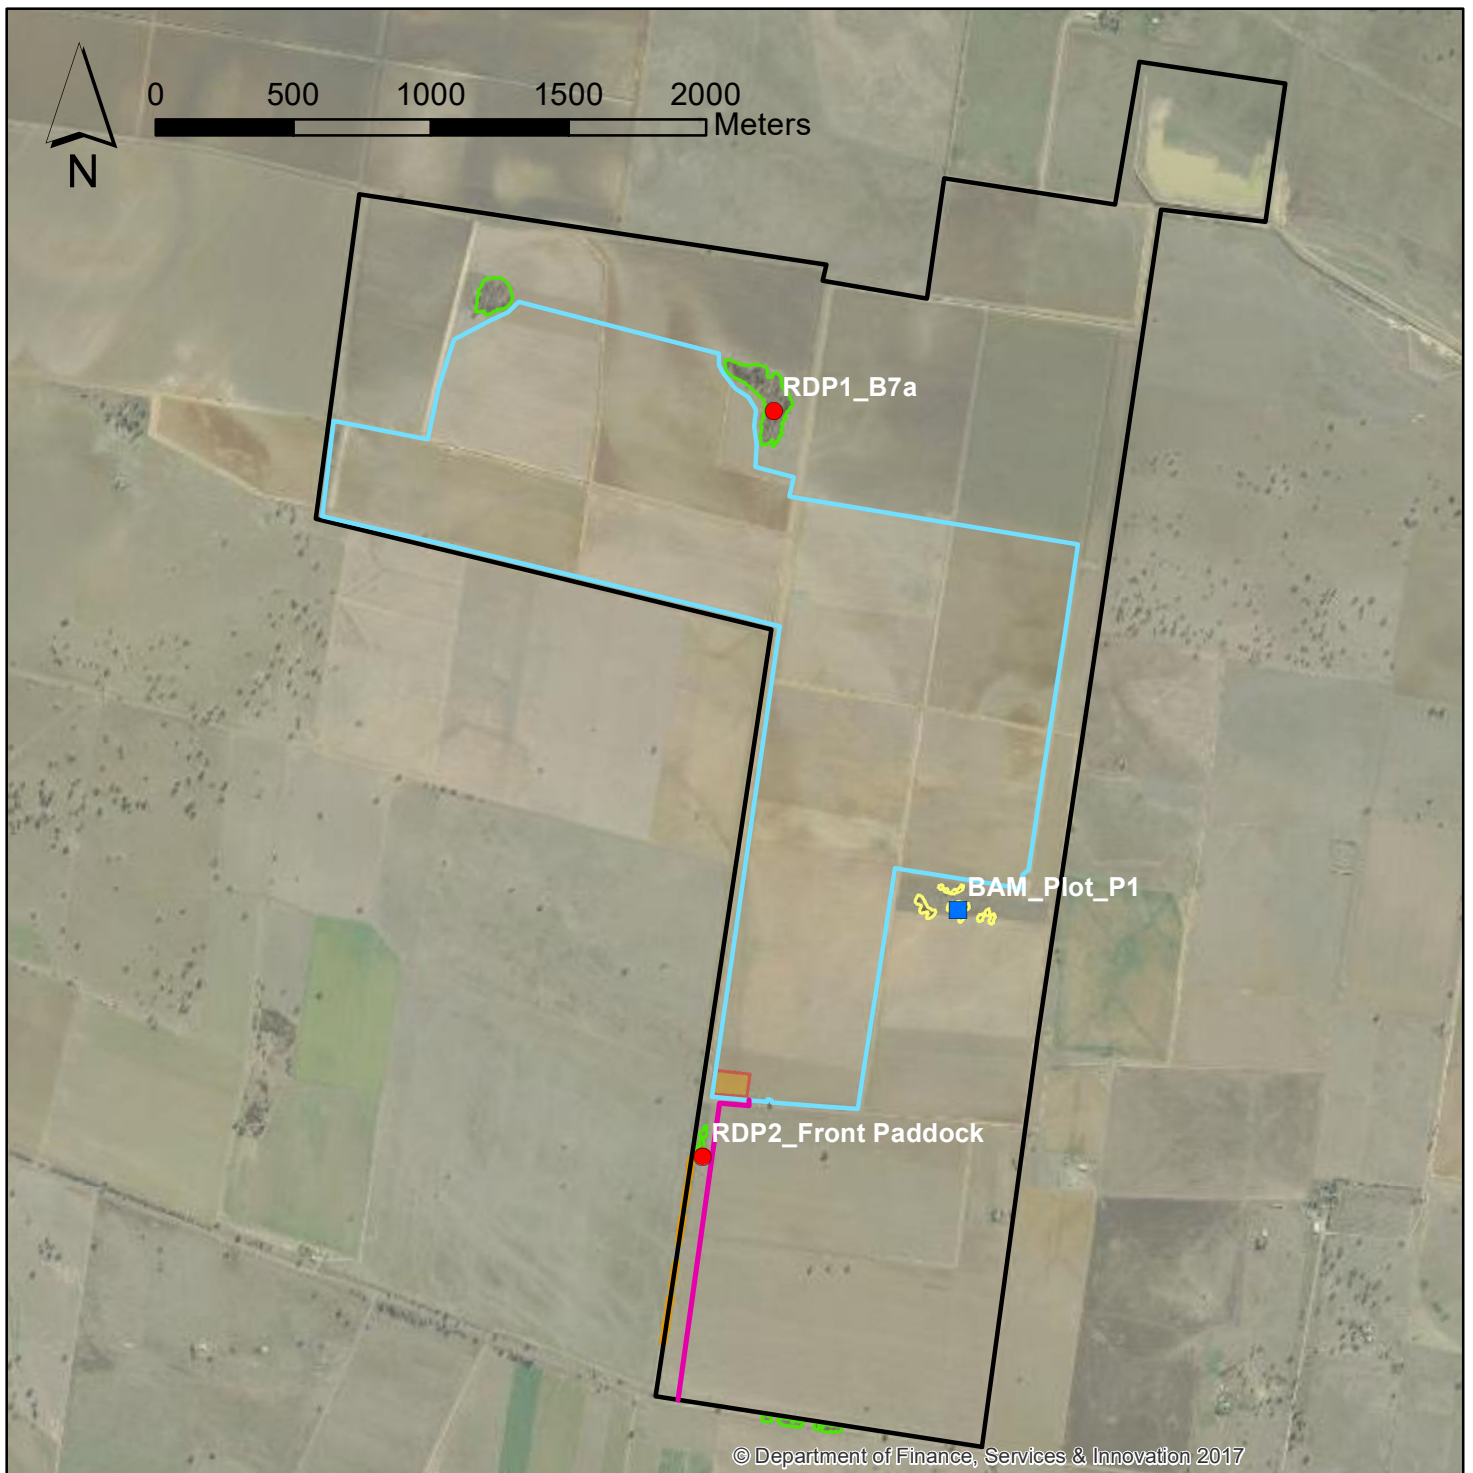 0 500 1000 1500 2000
Meters
N
RDP1_B7a
BAM_Plot_P1
RDP2_Front Paddock
© Department of Finance, Services & Innovation 2017